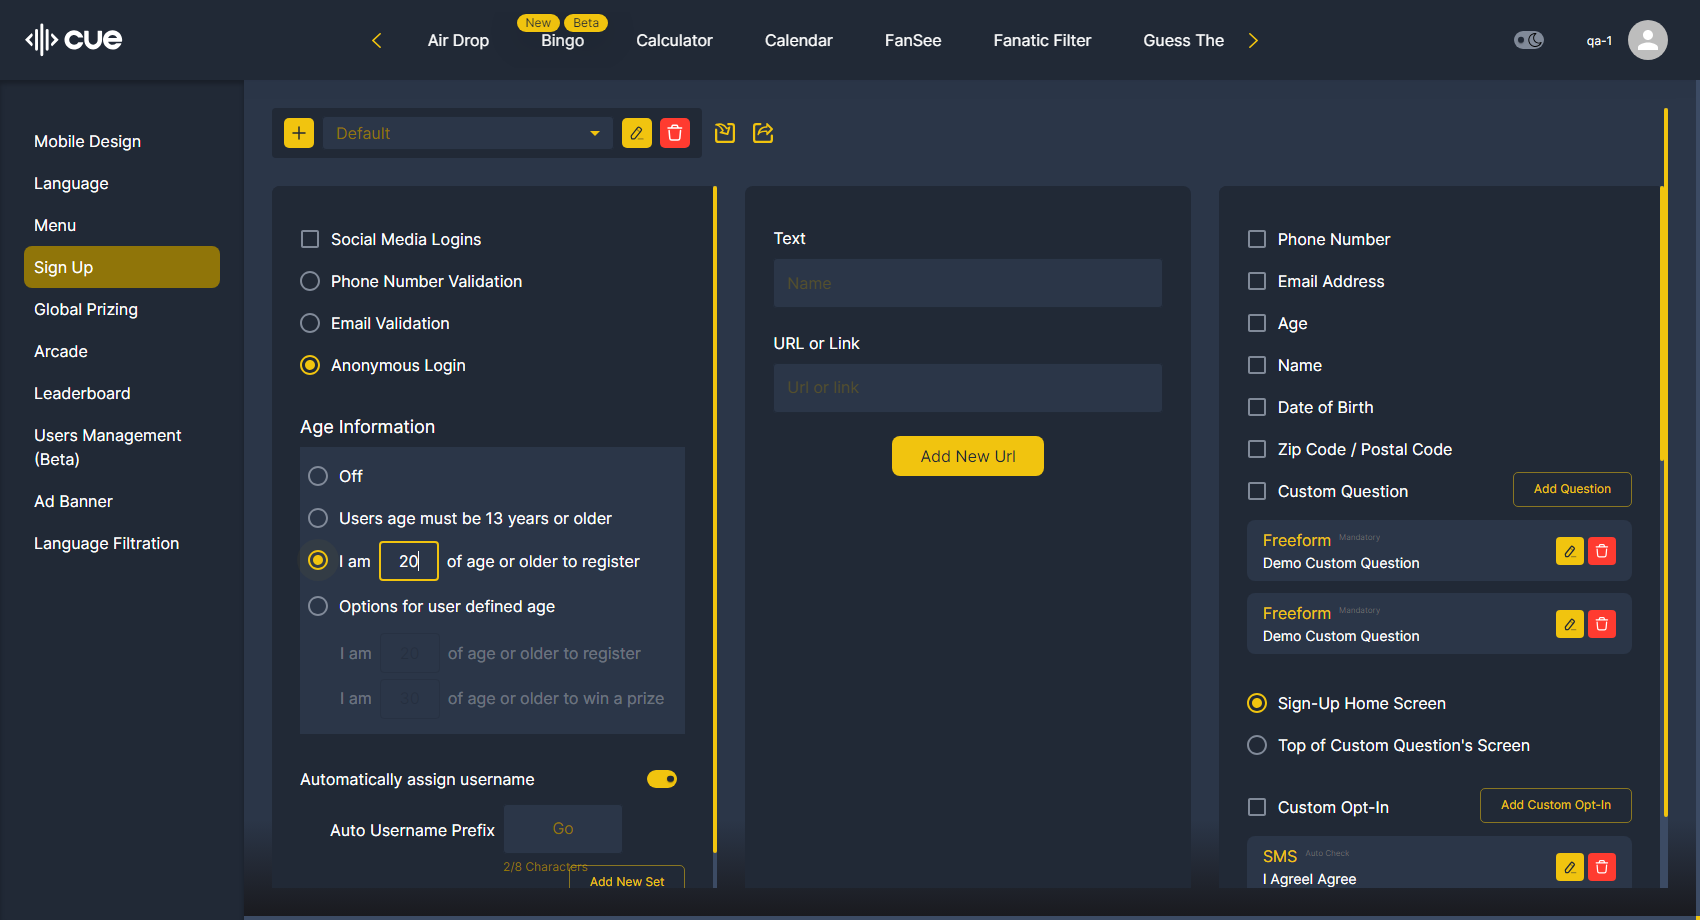 cue
Air Drop
New
Beta
Bingo
Calculator
Calendar
FanSee
Fanatic Filter
Guess The
qa-1
Mobile Design
Language
Menu
Sign Up
Global Prizing
Arcade
Leaderboard
Users Management
(Beta)
Ad Banner
Language Filtration
Default
Social Media Logins
Phone Number Validation
Email Validation
Anonymous Login
Age Information
Off
Users age must be 13 years or older
I am 20 of age or older to register
Options for user defined age
I am 20 of age or older to register
I am 30 of age or older to win a prize
Automatically assign username
Auto Username Prefix Go
2/8 Characters
Add New Set
Text
Name
URL or Link
Url or link
Add New Url
Phone Number
Email Address
Age
Name
Date of Birth
Zip Code / Postal Code
Custom Question
Add Question
Freeform Mandatory
Demo Custom Question
Freeform Mandatory
Demo Custom Question
Sign-Up Home Screen
Top of Custom Question's Screen
Custom Opt-In
Add Custom Opt-In
SMS Auto Check
I AgreeI Agree